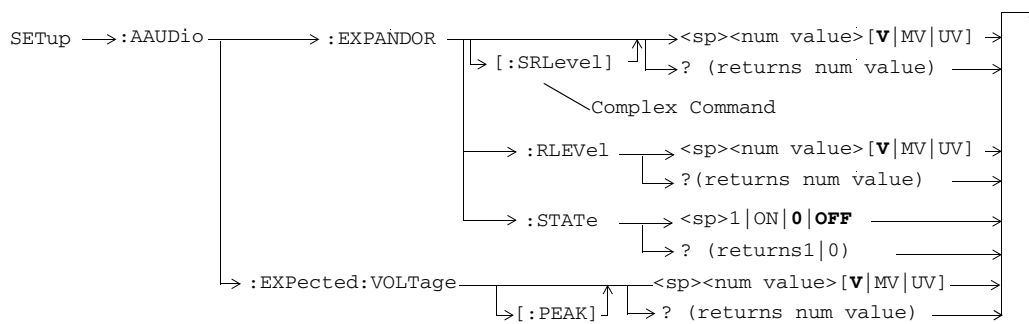 SETup :AAUDio :EXPANDOR <sp><num value>[V|MV|UV]
[:SRLevel] ? (returns num value)
Complex Command
:RLEVel <sp><num value>[V|MV|UV]
?(returns num value)
:STATe <sp>1|ON|0|OFF
? (returns1|0)
:EXPected:VOLTage <sp><num value>[V|MV|UV]
[:PEAK] ? (returns num value)